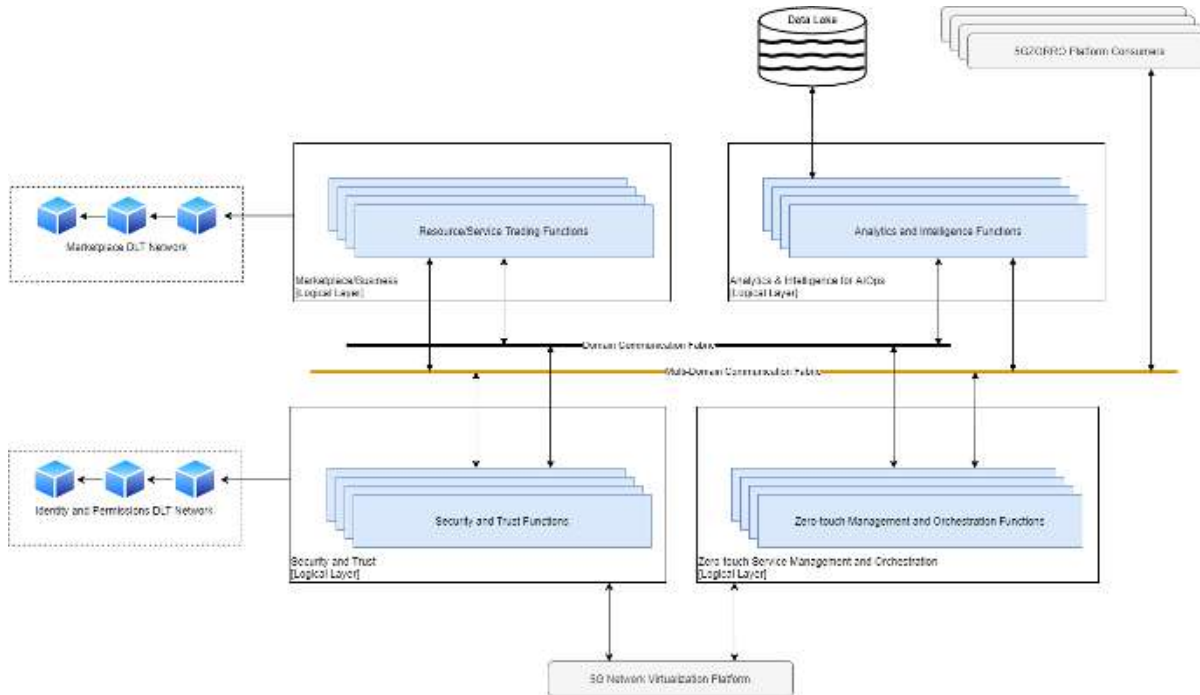 Data Lake
5GZORRO Platform Consumers
Resource/Service Trading Functions
Analytics and Intelligence Functions
Marketplace DLT Network
Marketplace/Business
[Logical Layer]
Analytics & Intelligence for AIOps
[Logical Layer]
Domain Communication Fabric
Multi-Domain Communication Fabric
Security and Trust Functions
Zero-touch Management and Orchestration Functions
Identity and Permissions DLT Network
Security and Trust
[Logical Layer]
Zero-touch Service Management and Orchestration
[Logical Layer]
5G Network Virtualization Platform